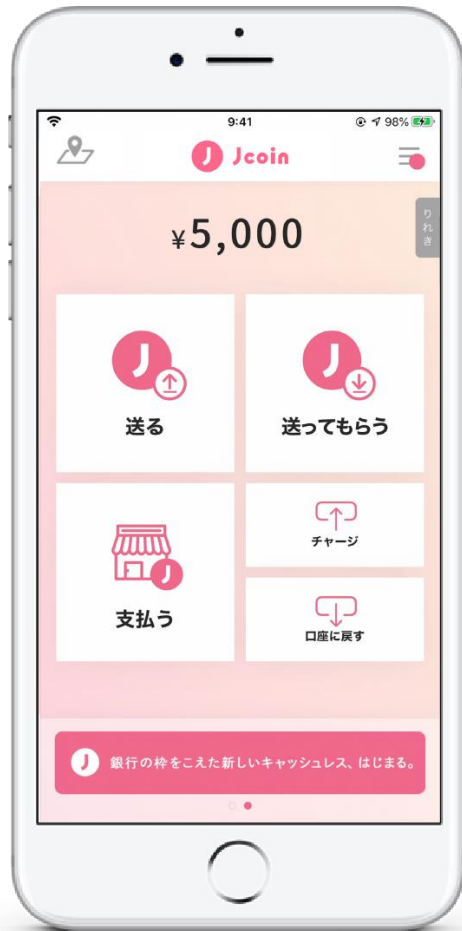 9:41
98%
J Jcoin
¥5,000
りれき
J
送る
J
送ってもらう
J
支払う
チャージ
口座に戻す
J 銀行の枠をこえた新しいキャッシュレス、はじまる。